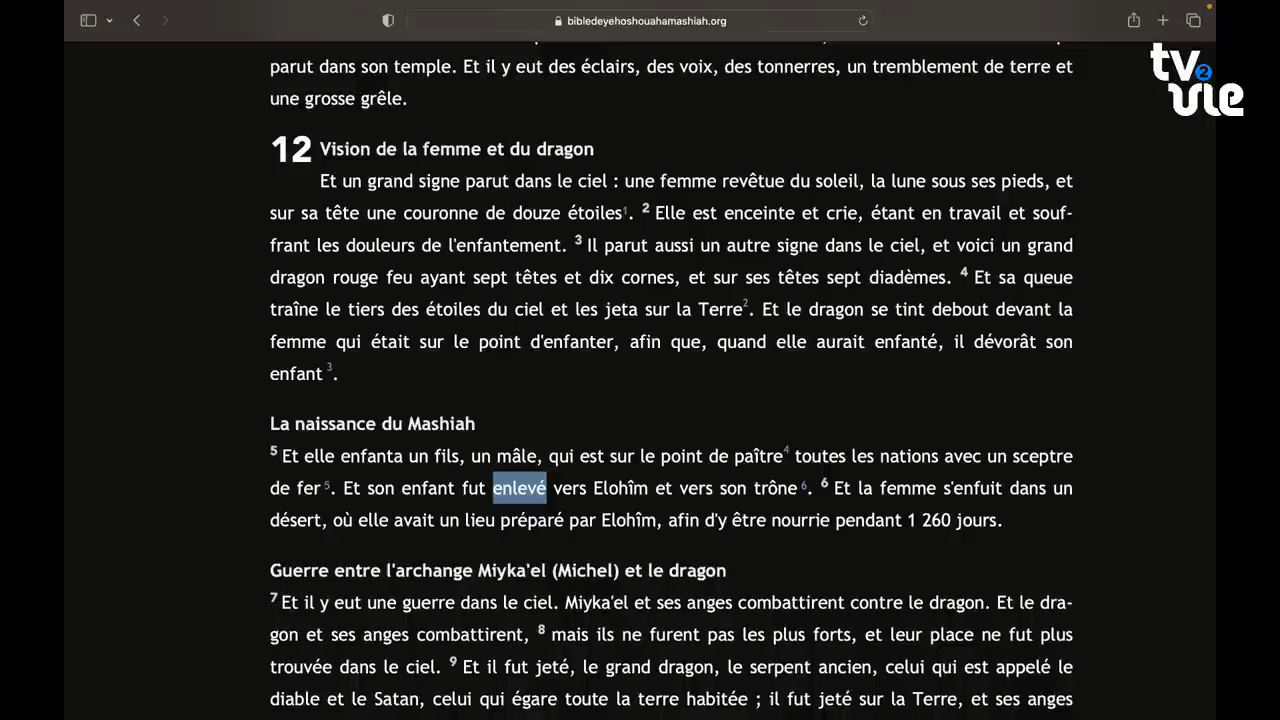 bibledeyehoshouahamashiah.org
tv2vie
parut dans son temple. Et il y eut des éclairs, des voix, des tonnerres, un tremblement de terre et
une grosse grêle.
12 Vision de la femme et du dragon
Et un grand signe parut dans le ciel : une femme revêtue du soleil, la lune sous ses pieds, et
sur sa tête une couronne de douze étoiles1. 2 Elle est enceinte et crie, étant en travail et souf-
frant les douleurs de l'enfantement. 3 Il parut aussi un autre signe dans le ciel, et voici un grand
dragon rouge feu ayant sept têtes et dix cornes, et sur ses têtes sept diadèmes. 4 Et sa queue
traîne le tiers des étoiles du ciel et les jeta sur la Terre2. Et le dragon se tint debout devant la
femme qui était sur le point d'enfanter, afin que, quand elle aurait enfanté, il dévorât son
enfant 3.
La naissance du Mashiah
5 Et elle enfanta un fils, un mâle, qui est sur le point de paître4 toutes les nations avec un sceptre
de fer5. Et son enfant fut enlevé vers Elohîm et vers son trône6. 6 Et la femme s'enfuit dans un
désert, où elle avait un lieu préparé par Elohîm, afin d'y être nourrie pendant 1 260 jours.
Guerre entre l'archange Miyka'el (Michel) et le dragon
7 Et il y eut une guerre dans le ciel. Miyka'el et ses anges combattirent contre le dragon. Et le dra-
gon et ses anges combattirent, 8 mais ils ne furent pas les plus forts, et leur place ne fut plus
trouvée dans le ciel. 9 Et il fut jeté, le grand dragon, le serpent ancien, celui qui est appelé le
diable et le Satan, celui qui égare toute la terre habitée ; il fut jeté sur la Terre, et ses anges